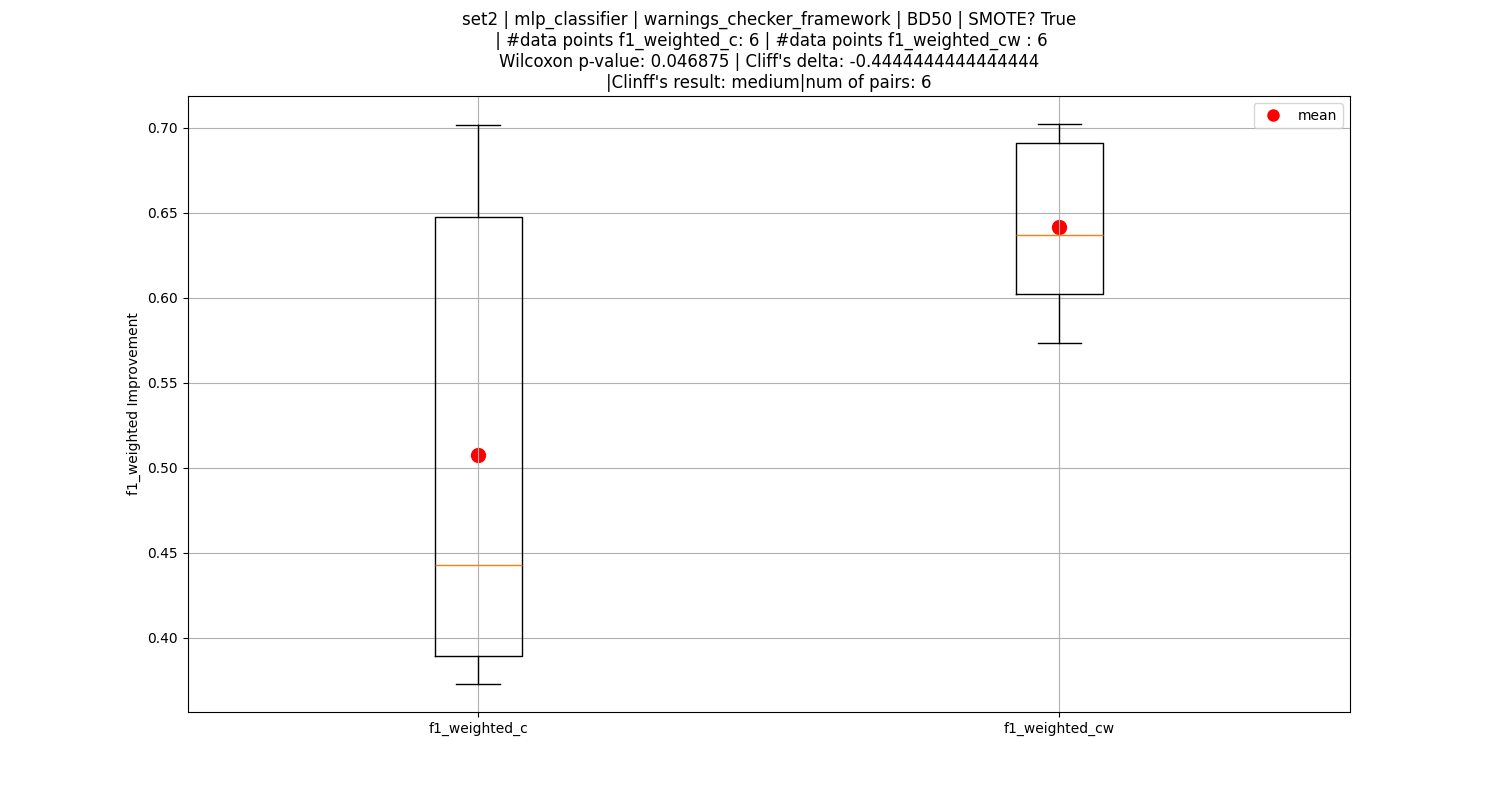 set2 | mlp_classifier | warnings_checker_framework | BD50 | SMOTE? True
| #data points f1_weighted_c: 6 | #data points f1_weighted_cw : 6
Wilcoxon p-value: 0.046875 | Cliff's delta: -0.4444444444444444
|Clinff's result: medium|num of pairs: 6
mean
0.70
0.65
0.60
0.55
0.50
0.45
0.40
f1_weighted Improvement
f1_weighted_c
f1_weighted_cw